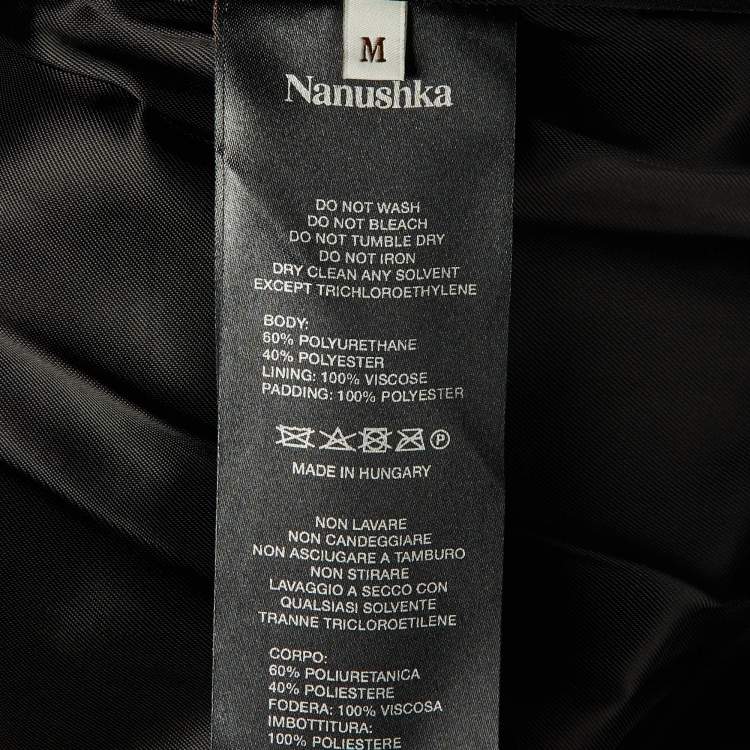 M
Nanushka
DO NOT WASH
DO NOT BLEACH
DO NOT TUMBLE DRY
DO NOT IRON
DRY CLEAN ANY SOLVENT
EXCEPT TRICHLOROETHYLENE
BODY:
60% POLYURETHANE
40% POLYESTER
LINING: 100% VISCOSE
PADDING: 100% POLYESTER
P
MADE IN HUNGARY
NON LAVARE
NON CANDEGGIARE
NON ASCIUGARE A TAMBURO
NON STIRARE
LAVAGGIO A SECCO CON
QUALSIASI SOLVENTE
TRANNE TRICLOROETILENE
CORPO:
60% POLIURETANICA
40% POLIESTERE
FODERA: 100% VISCOSA
IMBOTTITURA:
100% POLIESTERE